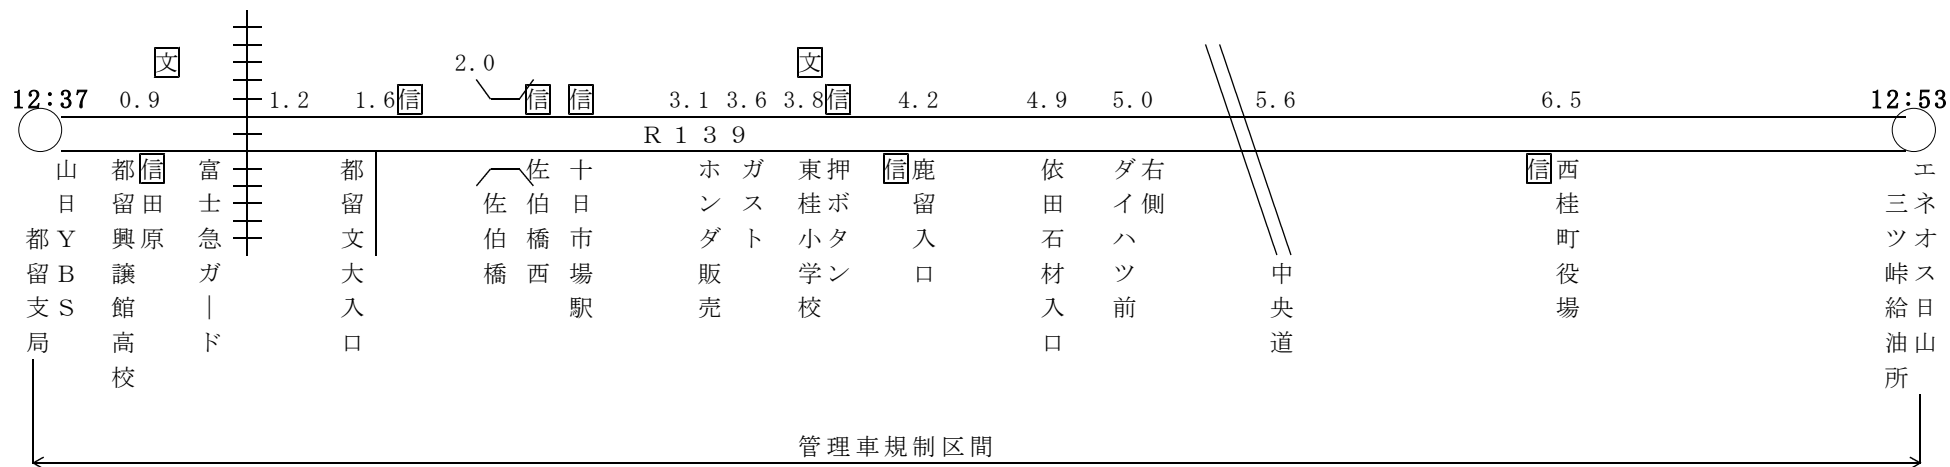 文
文
2.0
12:37
0.9
1.2
1.6
信
信
信
3.1
3.6
3.8
信
4.2
4.9
5.0
5.6
6.5
12:53
R139
山日YBS
都留支局
都留興譲館高校
信
田原
富士急ガード
都留文大入口
佐伯橋
佐伯橋西
十日市場駅
ホンダ販売
ガスト
東桂小学校
押ボタン
信
鹿留入口
依田石材入口
右側
ダイハツ前
中央道
信
西桂町役場
エネオス日山
三ツ峠給油所
管理車規制区間